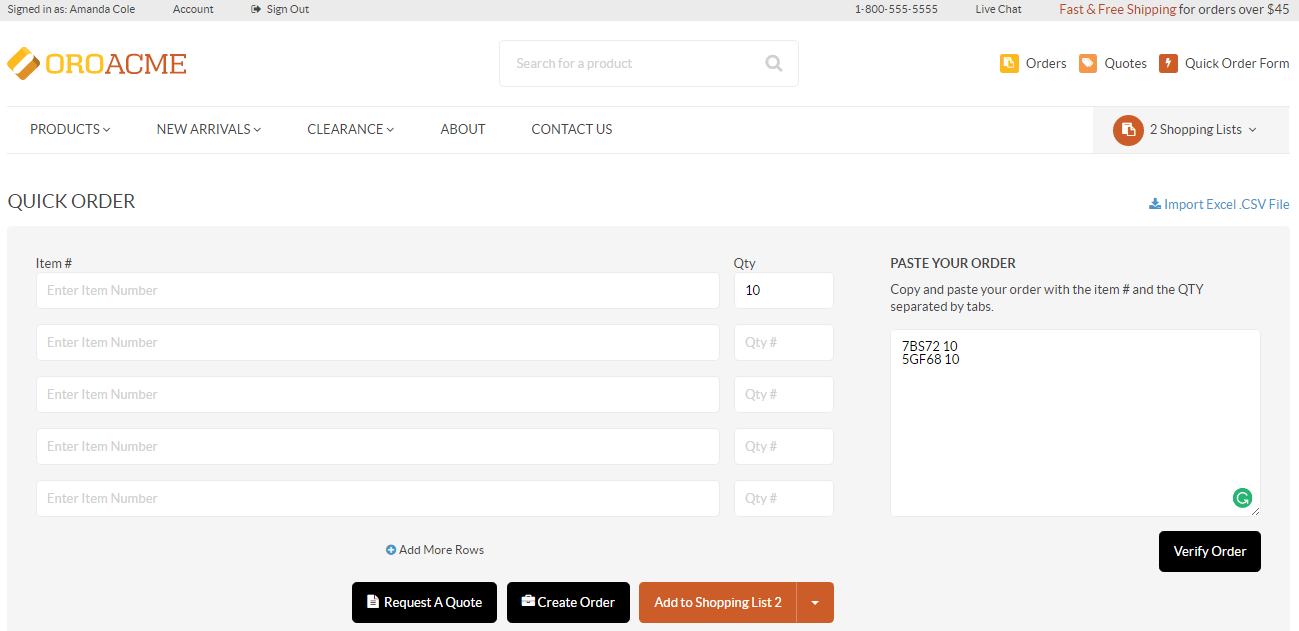 Signed in as: Amanda Cole
Account
Sign Out
1-800-555-5555
Live Chat
Fast & Free Shipping for orders over $45
OROACME
Search for a product
Orders
Quotes
Quick Order Form
PRODUCTS
NEW ARRIVALS
CLEARANCE
ABOUT
CONTACT US
2 Shopping Lists
QUICK ORDER
Import Excel .CSV File
Item #
Qty
Enter Item Number
10
Enter Item Number
Qty #
Enter Item Number
Qty #
Enter Item Number
Qty #
Enter Item Number
Qty #
Add More Rows
Request A Quote
Create Order
Add to Shopping List 2
PASTE YOUR ORDER
Copy and paste your order with the item # and the QTY
separated by tabs.
7BS72 10
5GF68 10
Verify Order